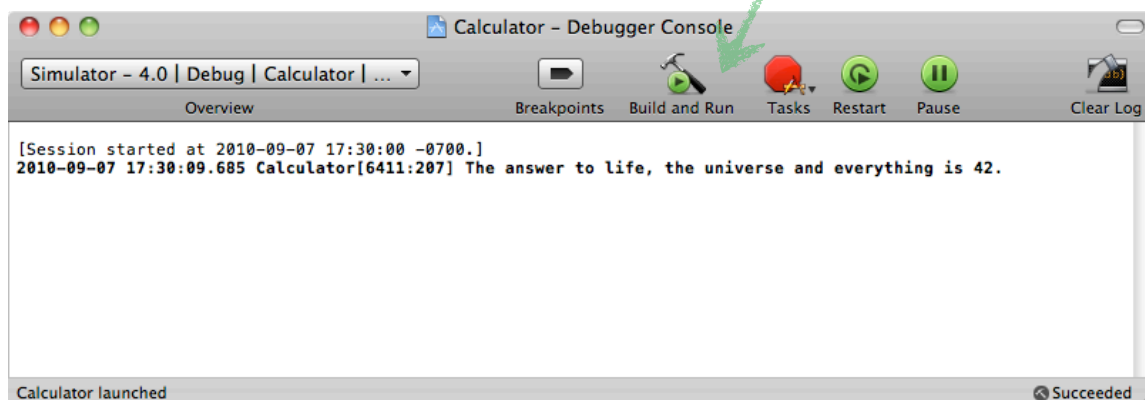 Calculator – Debugger Console
Simulator – 4.0 | Debug | Calculator | ...
Overview
Breakpoints
Build and Run
Tasks
Restart
Pause
Clear Log
[Session started at 2010-09-07 17:30:00 -0700.]
2010-09-07 17:30:09.685 Calculator[6411:207] The answer to life, the universe and everything is 42.
Calculator launched
Succeeded